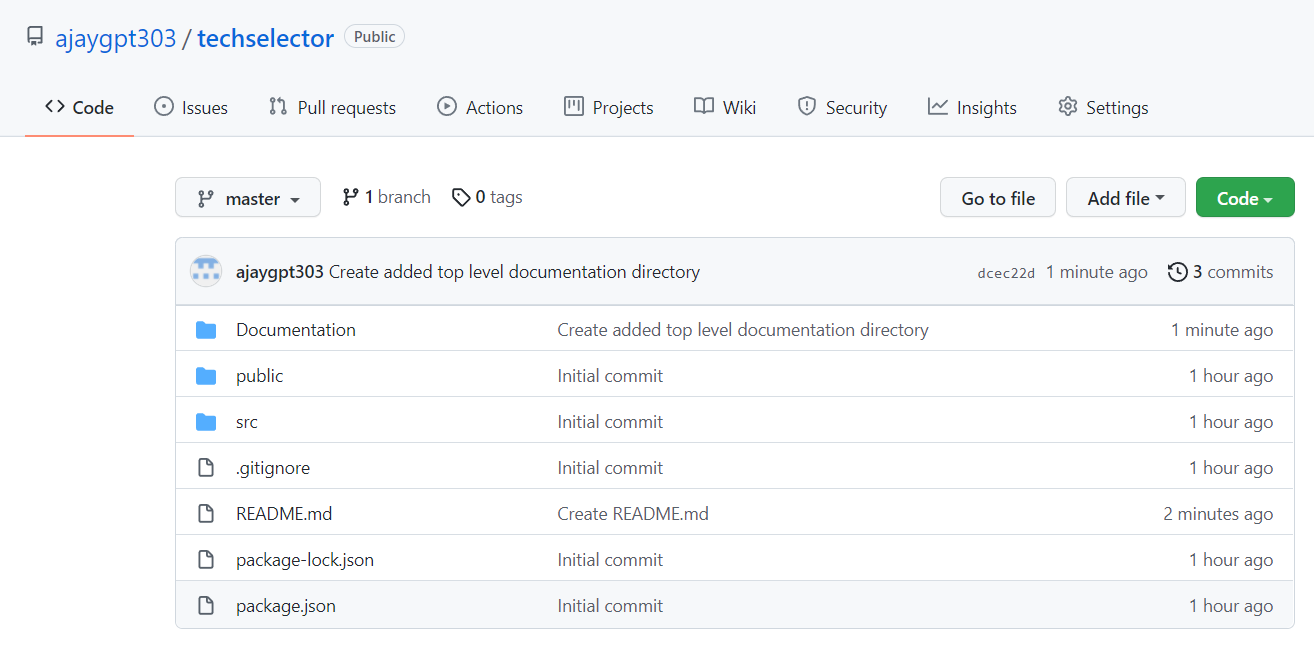 ajaygpt303 / techselector Public
Code Issues Pull requests Actions Projects Wiki Security Insights Settings
master 1 branch 0 tags Go to file Add file Code
ajaygpt303 Create added top level documentation directory dcec22d 1 minute ago 3 commits
Documentation Create added top level documentation directory 1 minute ago
public Initial commit 1 hour ago
src Initial commit 1 hour ago
.gitignore Initial commit 1 hour ago
README.md Create README.md 2 minutes ago
package-lock.json Initial commit 1 hour ago
package.json Initial commit 1 hour ago